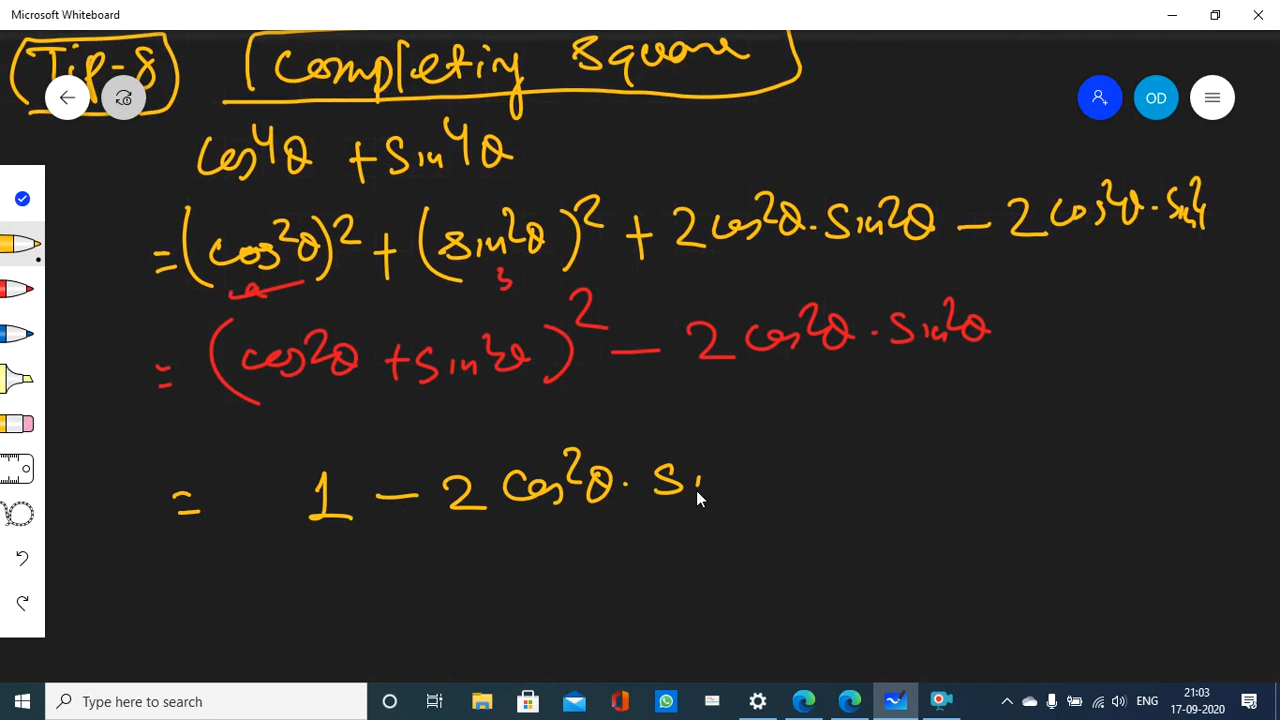 Microsoft Whiteboard
Tip-8 Completing square
OD
cos⁴θ + sin⁴θ
= (cos²θ)² + (sin²θ)² + 2cos²θ · sin²θ − 2cos²θ ·
= (cos²θ + sin²θ)² − 2cos²θ · sin²θ
= 1 − 2cos²θ · si
Type here to search
ENG
21:03
17-09-2020